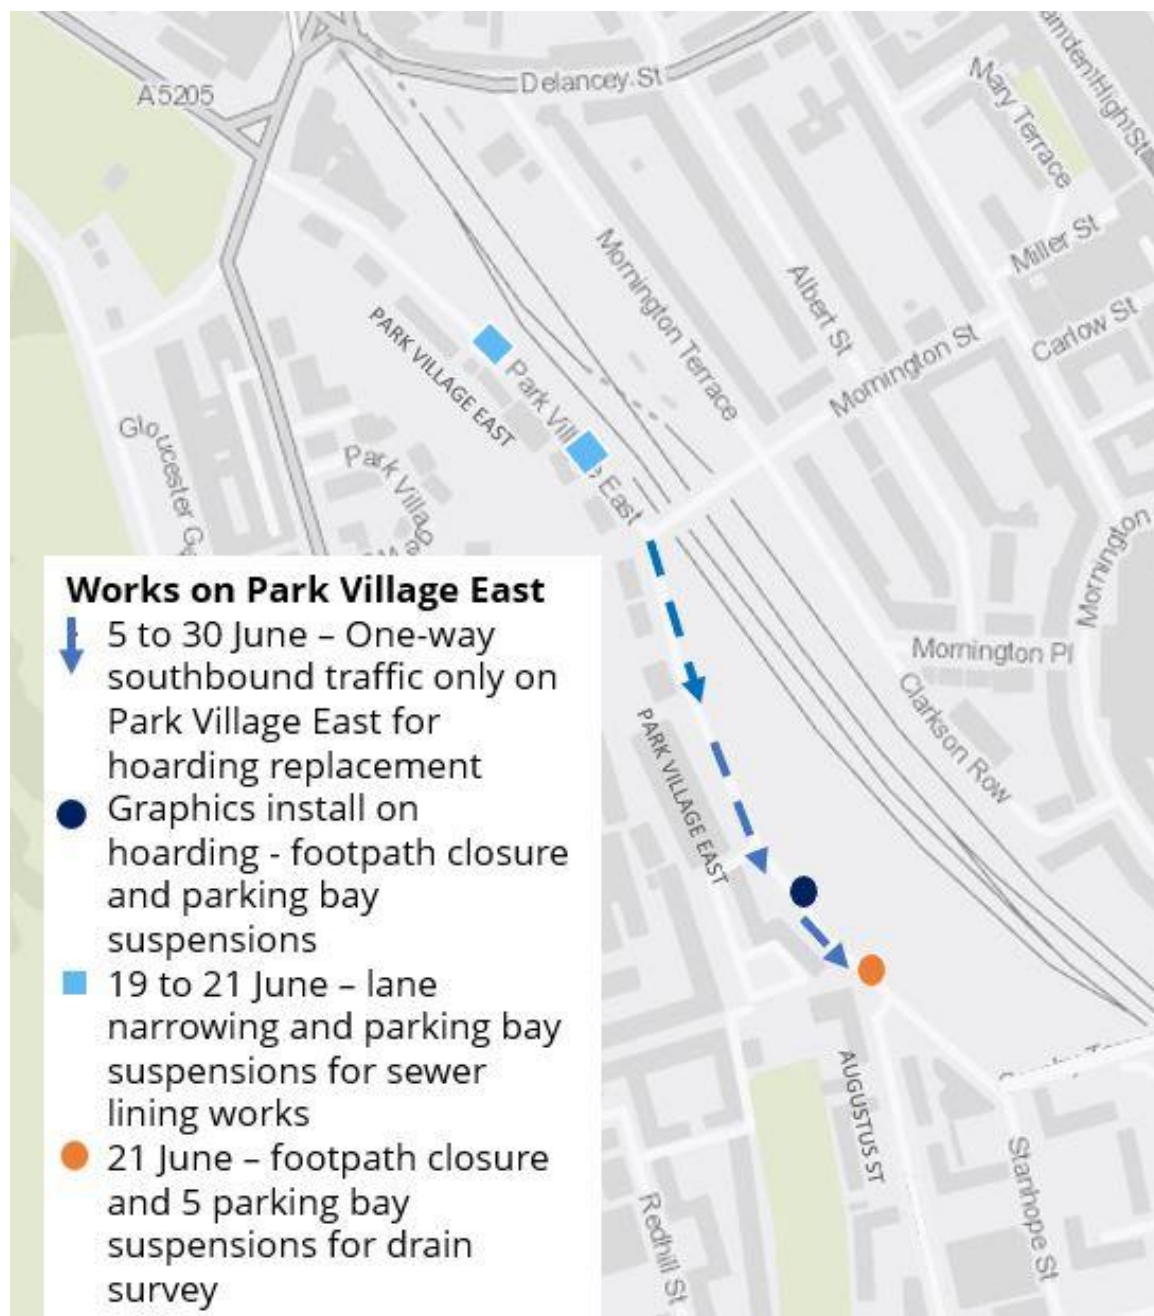 A5205
Delancey St
Mary Terrace
Camden High St
Miller St
Carlow St
Mornington Terrace
Albert St
Mornington St
PARK VILLAGE EAST
Park Village East
Gloucester
Park Village
Mornington
Mornington Pl
Clarkson Row
PARK VILLAGE EAST
AUGUSTUS ST
Stanhope St
Redhill St
Works on Park Village East
5 to 30 June – One-way
southbound traffic only on
Park Village East for
hoarding replacement
Graphics install on
hoarding - footpath closure
and parking bay
suspensions
19 to 21 June – lane
narrowing and parking bay
suspensions for sewer
lining works
21 June – footpath closure
and 5 parking bay
suspensions for drain
survey